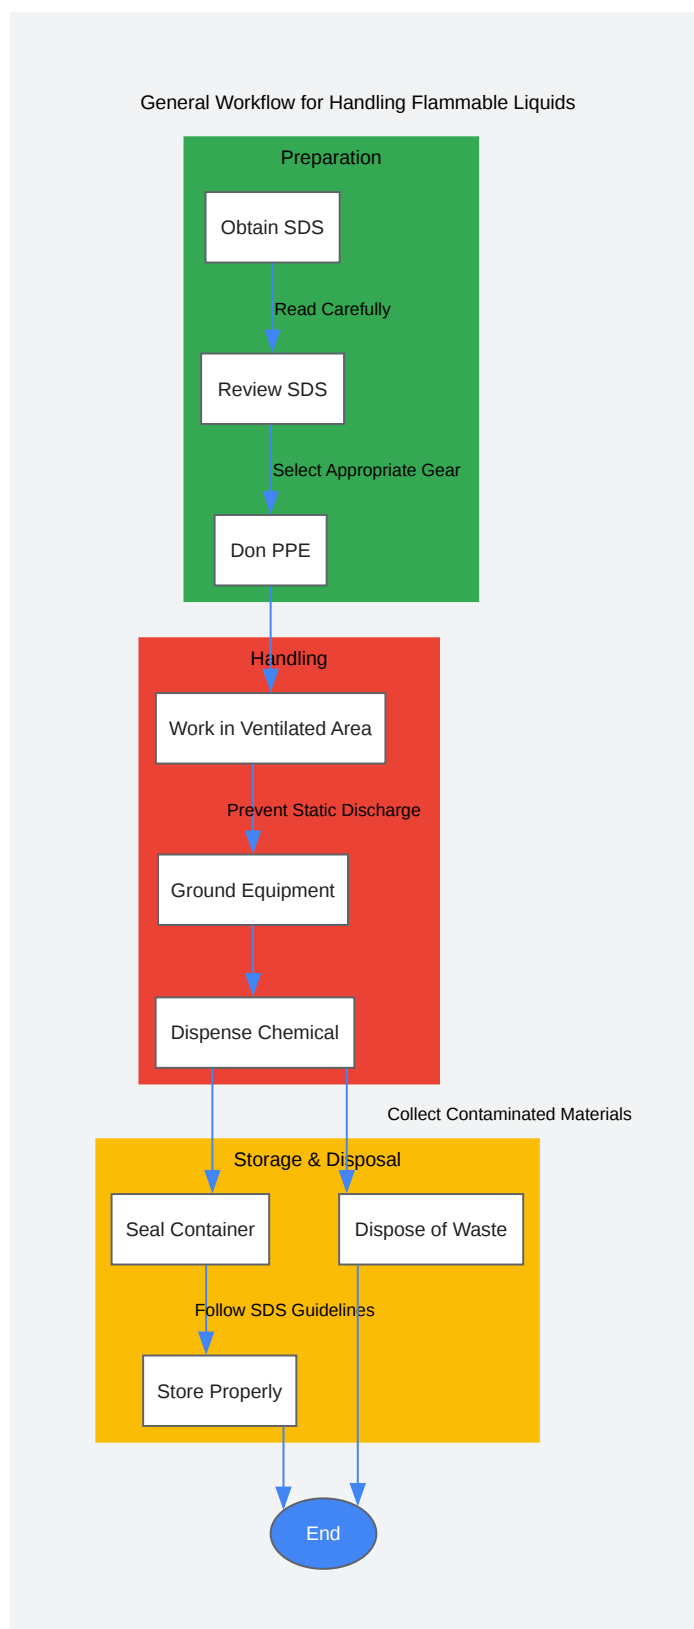 General Workflow for Handling Flammable Liquids
Preparation
Obtain SDS
Read Carefully
Review SDS
Select Appropriate Gear
Don PPE
Handling
Work in Ventilated Area
Prevent Static Discharge
Ground Equipment
Dispense Chemical
Collect Contaminated Materials
Storage & Disposal
Seal Container
Dispose of Waste
Follow SDS Guidelines
Store Properly
End